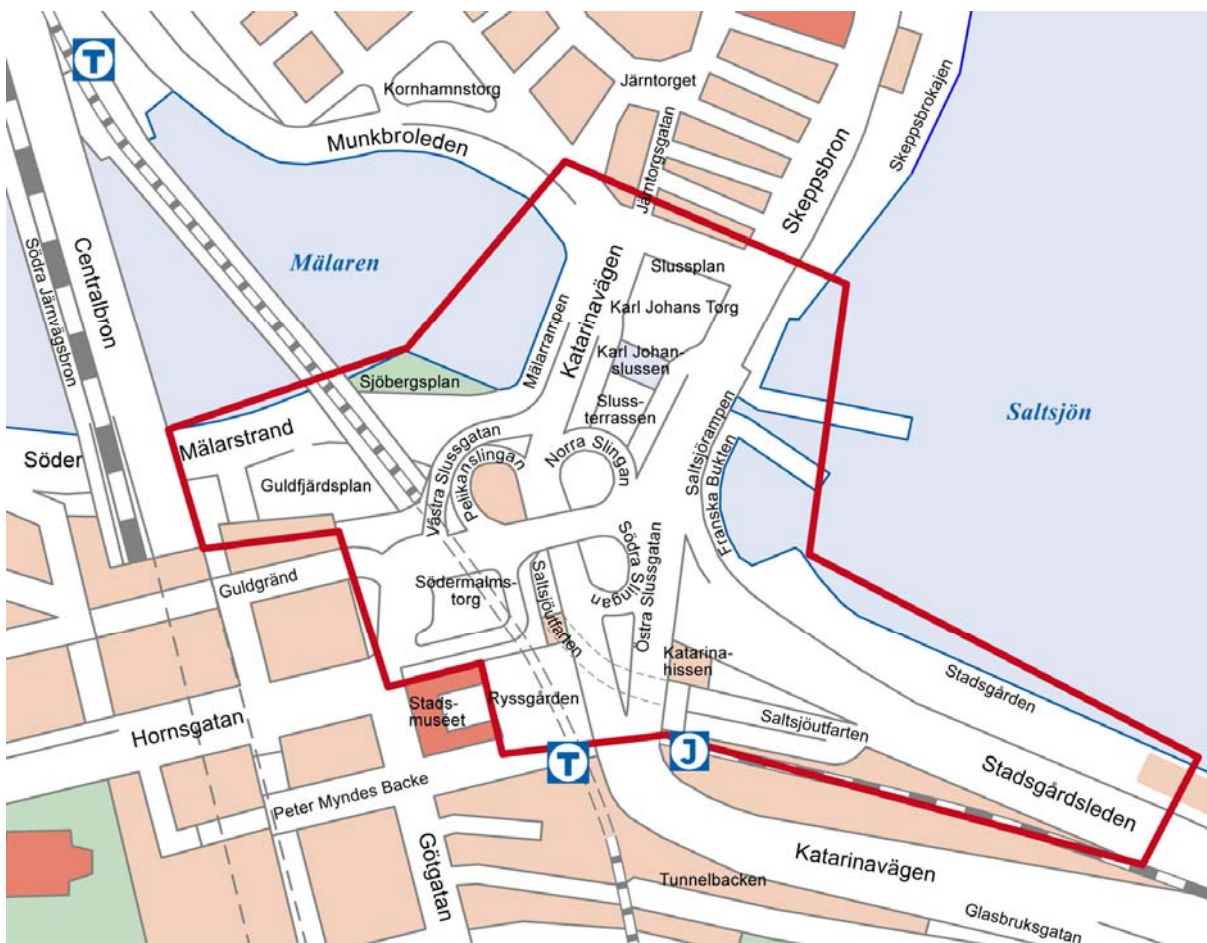 T
Kornhamnstorg
Järntorget
Munkbroleden
Järntorgsgatan
Skeppsbron
Skeppsbrokajen
Södra Järnvägsbron
Centralbron
Mälaren
Slussplan
Karl Johans Torg
Katarinavägen
Mälarrampen
Karl Johan-
slussen
Sluss-
terrassen
Sjöbergsplan
Saltsjön
Mälarstrand
Söder
Guldfjärdsplan
Västra Slussgatan
Pelikanslingan
Norra Slingan
Saltsjörampen
Franska Bukten
Guldgränd
Södermalms-
torg
Saltsjöutfarten
Södra Slingan
Östra Slussgatan
Katarina-
hissen
Stadsgården
Stads-
museet
Ryssgården
Saltsjöutfarten
Hornsgatan
T
J
Stadsgårdsleden
Peter Myndes Backe
Götgatan
Katarinavägen
Tunnelbacken
Glasbruksgatan